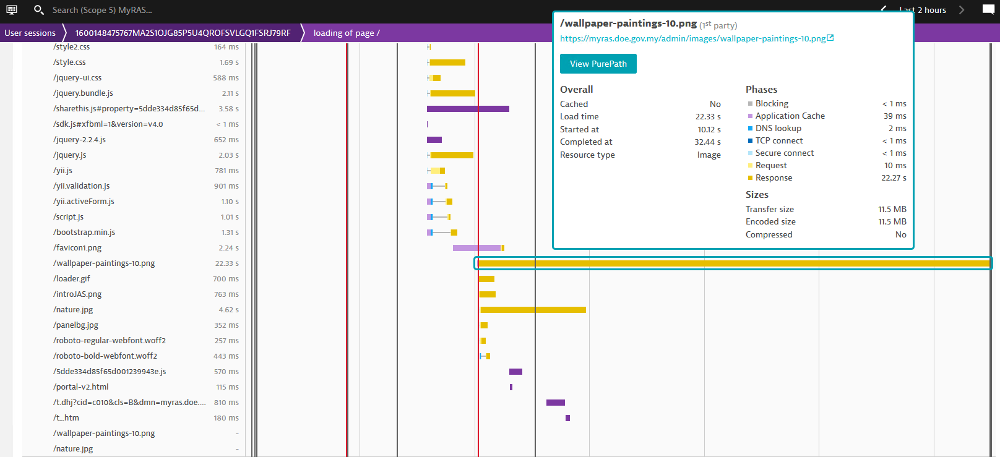 Search (Scope 5) MyRAS...
Last 2 hours
User sessions
loading of page /
/style2.css 164 ms
/style.css 1.69 s
/jquery-ui.css 588 ms
/jquery.bundle.js 2.11 s
/sharethis.js#property=5dde334d85f65d... 3.58 s
/sdk.js#xfbml=1&version=v4.0 < 1 ms
/jquery-2.2.4.js 652 ms
/jquery.js 2.03 s
/yii.js 781 ms
/yii.validation.js 901 ms
/yii.activeForm.js 1.10 s
/script.js 1.01 s
/bootstrap.min.js 1.31 s
/favicon1.png 2.24 s
/wallpaper-paintings-10.png 22.33 s
/loader.gif 700 ms
/introJAS.png 763 ms
/nature.jpg 4.62 s
/panelbg.jpg 352 ms
/roboto-regular-webfont.woff2 257 ms
/roboto-bold-webfont.woff2 443 ms
/5dde334d85f65d001239943e.js 570 ms
/portal-v2.html 115 ms
/t.dhj?cid=c010&cls=B&dmn=myras.doe.... 810 ms
/t_.htm 180 ms
/wallpaper-paintings-10.png -
/nature.jpg -
/wallpaper-paintings-10.png (1st party)
https://myras.doe.gov.my/admin/images/wallpaper-paintings-10.png
View PurePath
Overall
Cached No
Load time 22.33 s
Started at 10.12 s
Completed at 32.44 s
Resource type Image
Phases
Blocking < 1 ms
Application Cache 39 ms
DNS lookup 2 ms
TCP connect < 1 ms
Secure connect < 1 ms
Request 10 ms
Response 22.27 s
Sizes
Transfer size 11.5 MB
Encoded size 11.5 MB
Compressed No